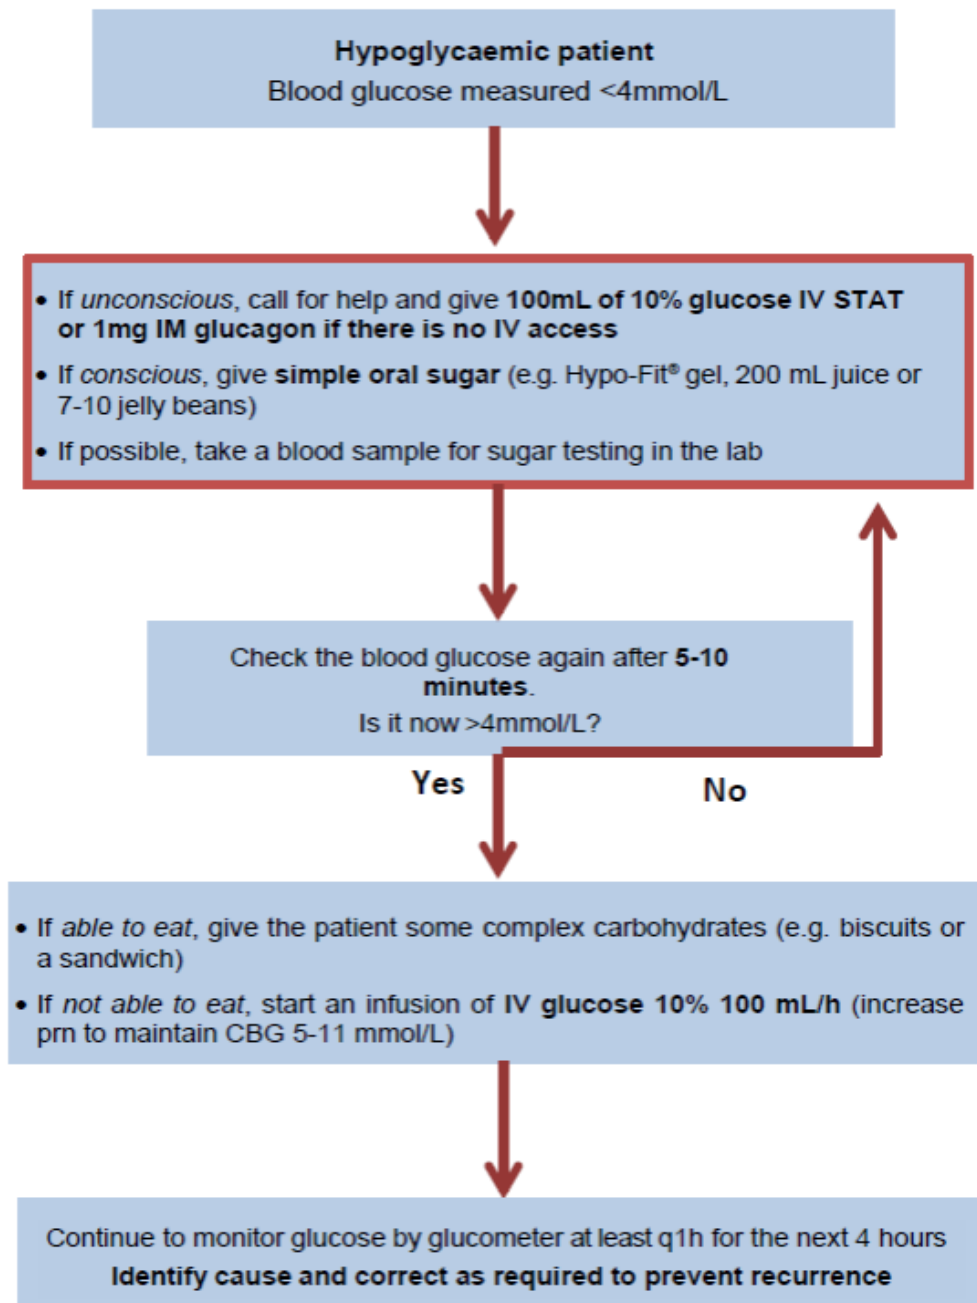 Hypoglycaemic patient
Blood glucose measured <4mmol/L
• If unconscious, call for help and give 100mL of 10% glucose IV STAT
or 1mg IM glucagon if there is no IV access
• If conscious, give simple oral sugar (e.g. Hypo-Fit® gel, 200 mL juice or
7-10 jelly beans)
• If possible, take a blood sample for sugar testing in the lab
Check the blood glucose again after 5-10
minutes.
Is it now >4mmol/L?
Yes
No
• If able to eat, give the patient some complex carbohydrates (e.g. biscuits or
a sandwich)
• If not able to eat, start an infusion of IV glucose 10% 100 mL/h (increase
prn to maintain CBG 5-11 mmol/L)
Continue to monitor glucose by glucometer at least q1h for the next 4 hours
Identify cause and correct as required to prevent recurrence